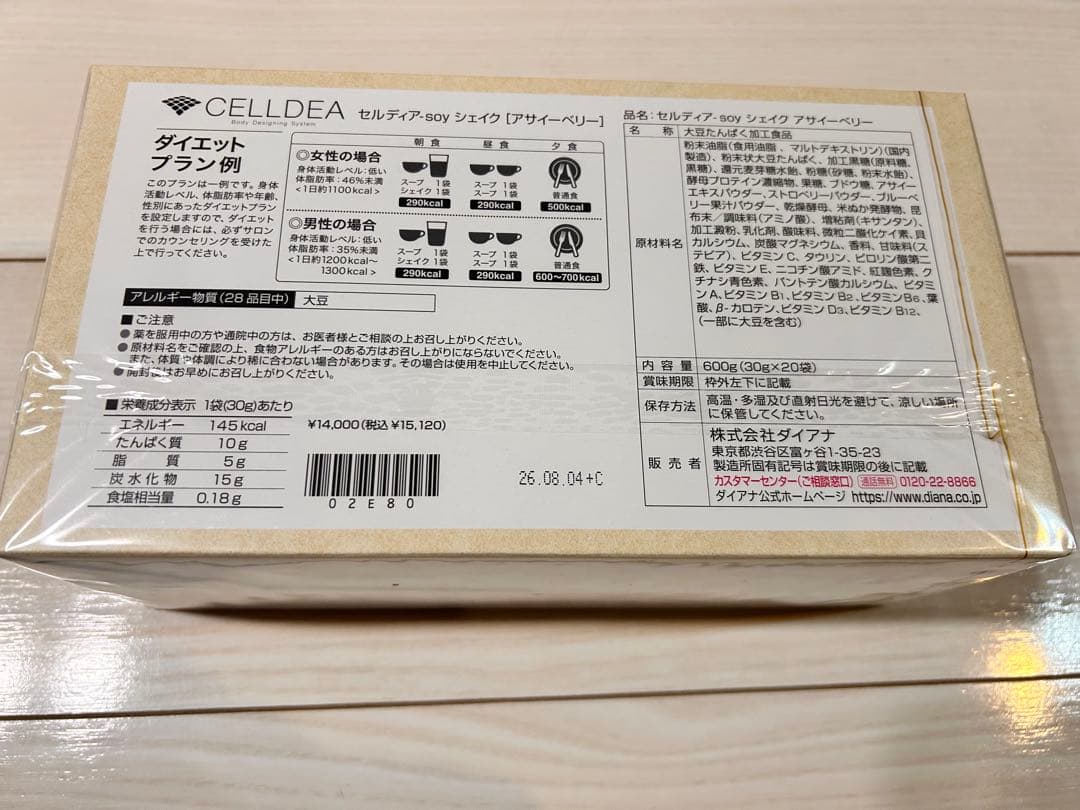 CELLDEA
Body Designing System
セルディア-soy シェイク [アサイーベリー]
ダイエット
プラン例
このプランは一例です。身体
活動レベル、体脂肪率や年齢、
性別にあったダイエットプラン
を設定しますので、ダイエット
を行う場合には、必ずサロン
でのカウンセリングを受けた
上で行ってください。
朝食 昼食 夕食
◎女性の場合
身体活動レベル:低い
体脂肪率:46%未満
<1日約1100kcal>
スープ 1袋
シェイク 1袋
290kcal
スープ 1袋
スープ 1袋
290kcal
普通食
500kcal
◎男性の場合
身体活動レベル:低い
体脂肪率:35%未満
<1日約1200kcal~
1300kcal>
スープ 1袋
シェイク 1袋
290kcal
スープ 1袋
スープ 1袋
290kcal
普通食
600~700kcal
アレルギー物質(28品目中) 大豆
■ご注意
●薬を服用中の方や通院中の方は、お医者様とご相談の上お召し上がりください。
●原材料名をご確認の上、食物アレルギーのある方はお召し上がりにならないでください。
また、体質や体調により稀に合わない場合があります。その場合は使用を中止してください。
●開封後はお早めにお召し上がりください。
■栄養成分表示 1袋(30g)あたり
エネルギー 145kcal
たんぱく質 10g
脂質 5g
炭水化物 15g
食塩相当量 0.18g
¥14,000(税込¥15,120)
02E80
26.08.04+C
品名:セルディア-soy シェイク アサイーベリー
名称 大豆たんぱく加工食品
原材料名
粉末油脂(食用油脂、マルトデキストリン)(国内
製造)、粉末状大豆たんぱく、加工黒糖(原料糖、
黒糖)、還元麦芽糖水飴、粉糖(砂糖、粉末水飴)、
酵母プロテイン濃縮物、果糖、ブドウ糖、アサイー
エキスパウダー、ストロベリーパウダー、ブルーベ
リー果汁パウダー、乾燥酵母、米ぬか発酵物、昆
布末/調味料(アミノ酸)、増粘剤(キサンタン)、
加工澱粉、乳化剤、酸味料、微粒二酸化ケイ素、貝
カルシウム、炭酸マグネシウム、香料、甘味料(ス
テビア)、ビタミンC、タウリン、ピロリン酸第二
鉄、ビタミンE、ニコチン酸アミド、紅麹色素、ク
チナシ青色素、パントテン酸カルシウム、ビタミ
ンA、ビタミンB1、ビタミンB2、ビタミンB6、葉
酸、β-カロテン、ビタミンD3、ビタミンB12、
(一部に大豆を含む)
内容量 600g(30g×20袋)
賞味期限 枠外左下に記載
保存方法 高温・多湿及び直射日光を避けて、涼しい場所
に保管してください。
販売者
株式会社ダイアナ
東京都渋谷区富ヶ谷1-35-23
製造所固有記号は賞味期限の後に記載
カスタマーセンター(ご相談窓口) 通話無料 0120-22-8866
ダイアナ公式ホームページ https://www.diana.co.jp